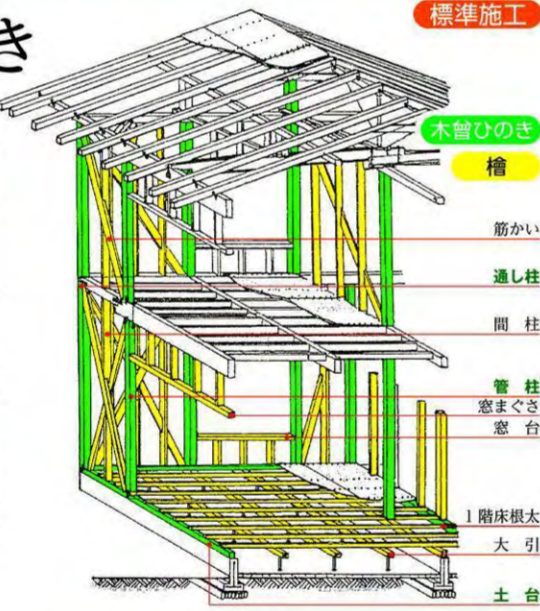 き
標準施工
木曾ひのき
檜
筋かい
通し柱
間柱
管柱
窓まぐさ
窓台
1階床根太
大引
土台